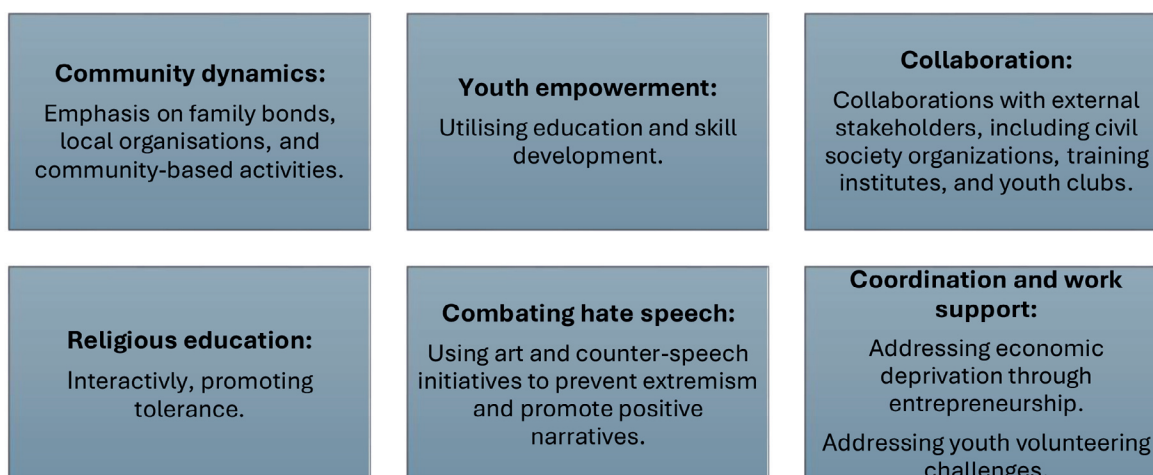 Community dynamics:
Emphasis on family bonds,
local organisations, and
community-based activities.
Youth empowerment:
Utilising education and skill
development.
Collaboration:
Collaborations with external
stakeholders, including civil
society organizations, training
institutes, and youth clubs.
Religious education:
Interactivly, promoting
tolerance.
Combating hate speech:
Using art and counter-speech
initiatives to prevent extremism
and promote positive
narratives.
Coordination and work
support:
Addressing economic
deprivation through
entrepreneurship.
Addressing youth volunteering
challenges